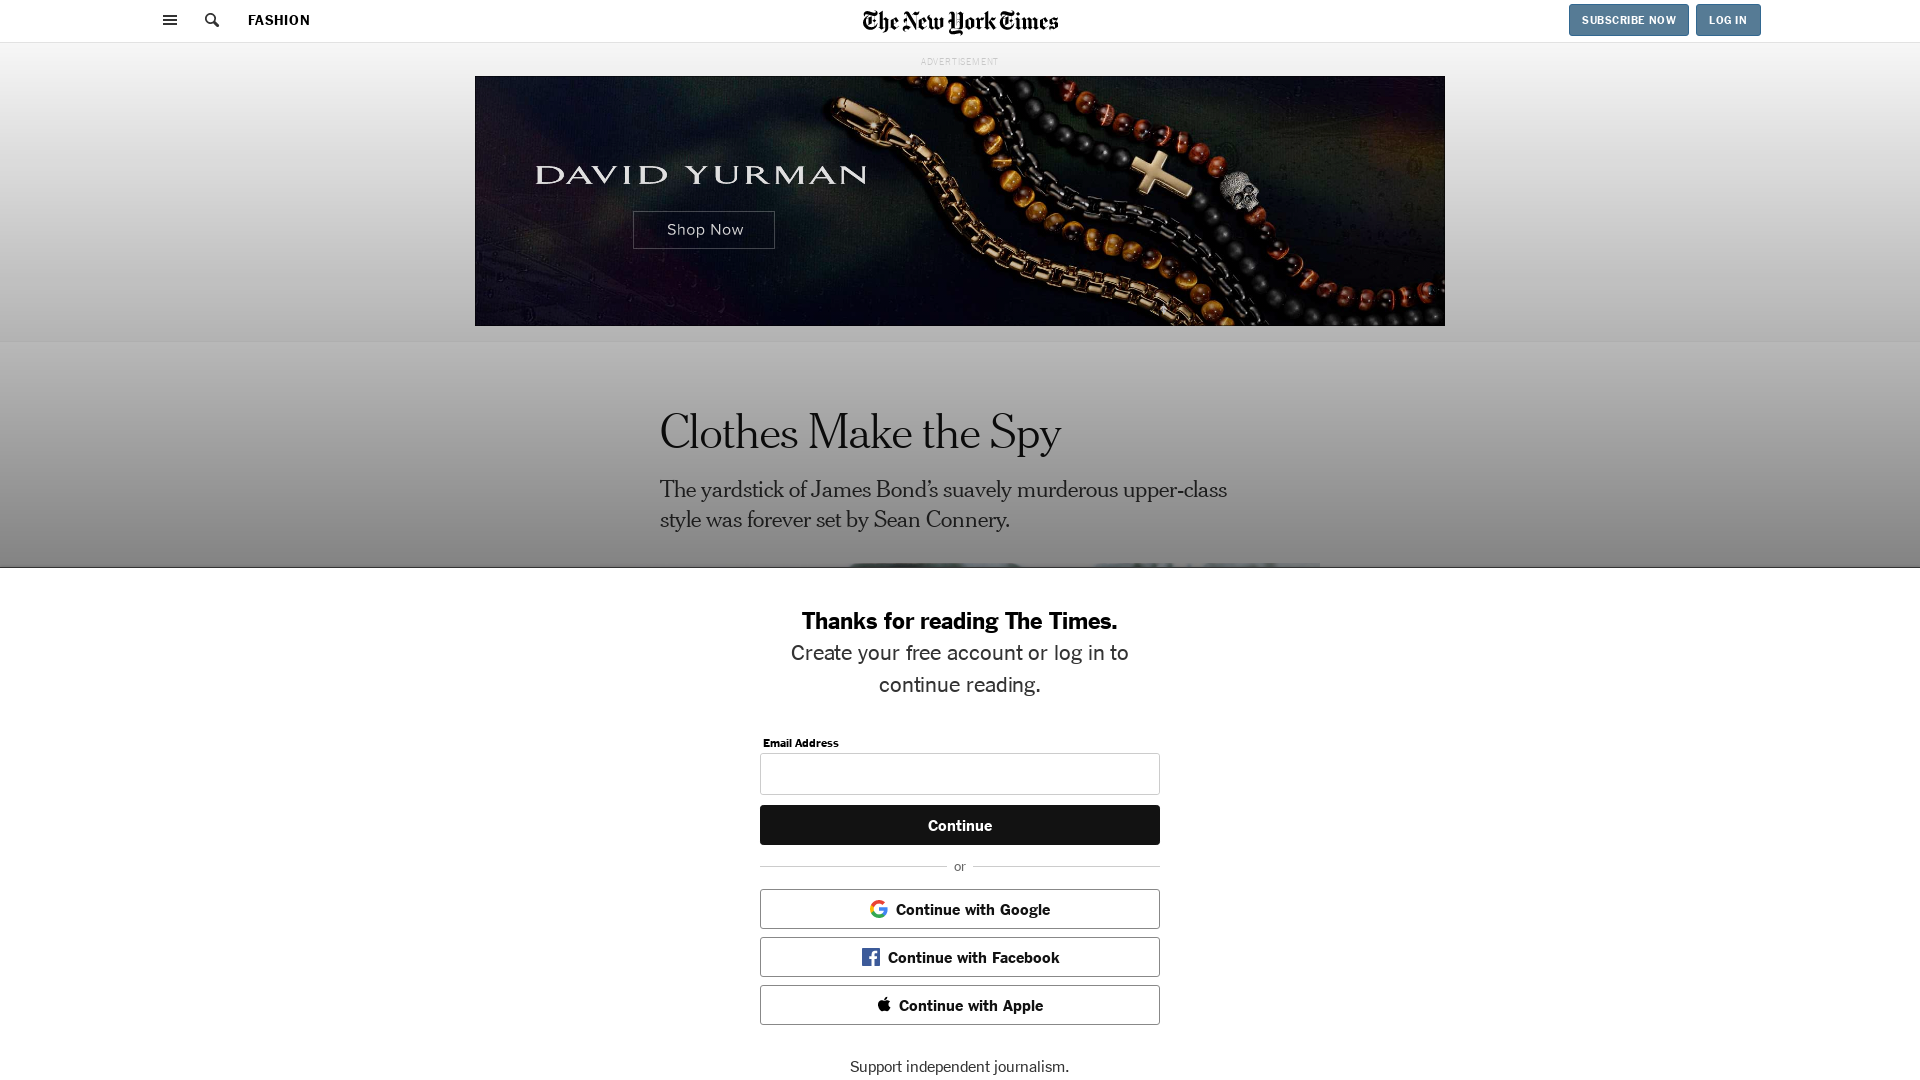 FASHION
The New York Times
SUBSCRIBE NOW
LOG IN
ADVERTISEMENT
DAVID YURMAN
Shop Now
Clothes Make the Spy
The yardstick of James Bond’s suavely murderous upper-class
style was forever set by Sean Connery.
Thanks for reading The Times.
Create your free account or log in to
continue reading.
Email Address
Continue
or
Continue with Google
Continue with Facebook
Continue with Apple
Support independent journalism.